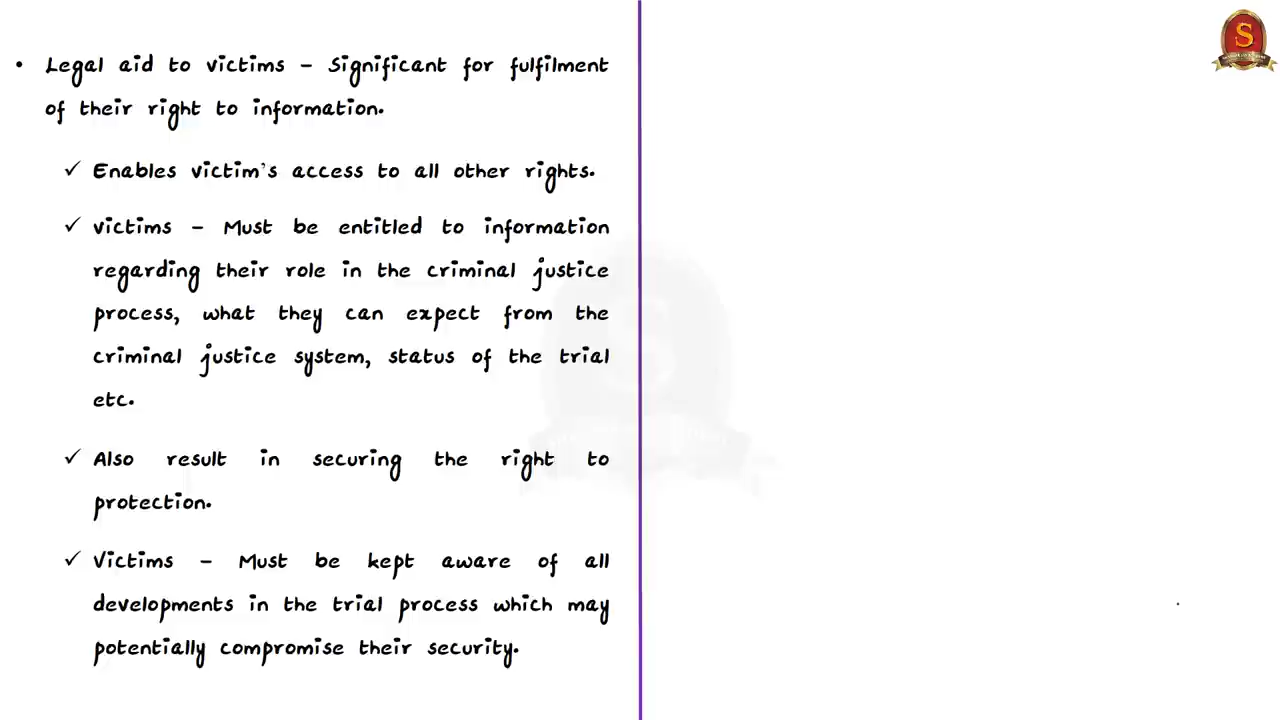 • Legal aid to victims – Significant for fulfilment
of their right to information.
✓ Enables victim's access to all other rights.
✓ victims – Must be entitled to information
regarding their role in the criminal justice
process, what they can expect from the
criminal justice system, status of the trial
etc.
✓ Also result in securing the right to
protection.
✓ Victims – Must be kept aware of all
developments in the trial process which may
potentially compromise their security.
S